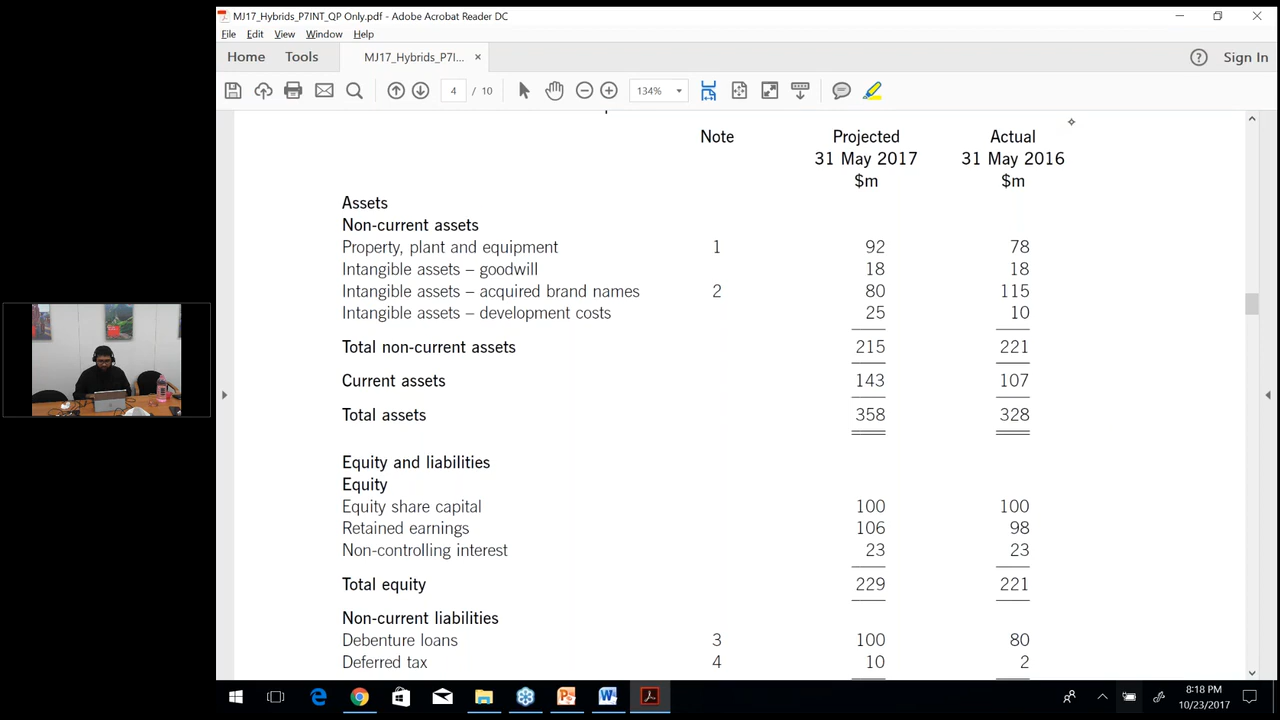 MJ17_Hybrids_P7INT_QP Only.pdf - Adobe Acrobat Reader DC
File Edit View Window Help
Home Tools MJ17_Hybrids_P7I... × ? Sign In
4 / 10 134%
Note Projected Actual
31 May 2017 31 May 2016
$m $m
Assets
Non-current assets
Property, plant and equipment 1 92 78
Intangible assets – goodwill 18 18
Intangible assets – acquired brand names 2 80 115
Intangible assets – development costs 25 10
Total non-current assets 215 221
Current assets 143 107
Total assets 358 328
Equity and liabilities
Equity
Equity share capital 100 100
Retained earnings 106 98
Non-controlling interest 23 23
Total equity 229 221
Non-current liabilities
Debenture loans 3 100 80
Deferred tax 4 10 2
8:18 PM
10/23/2017